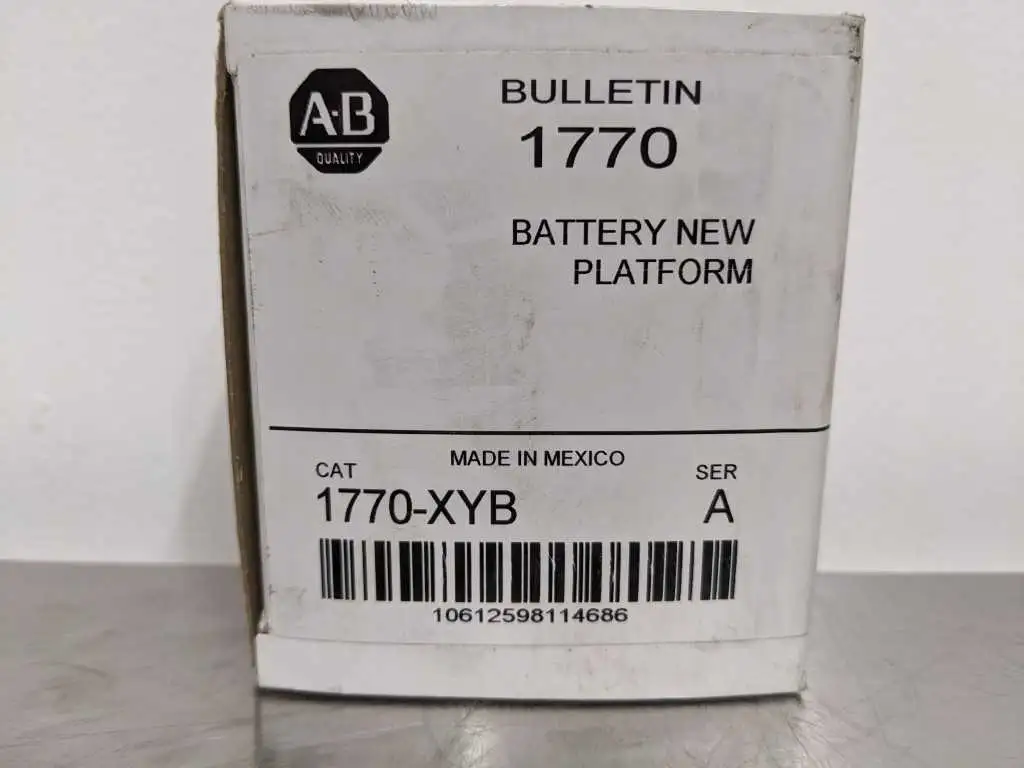 A·B
QUALITY
BULLETIN
1770
BATTERY NEW
PLATFORM
MADE IN MEXICO
CAT
SER
1770-XYB
A
10612598114686